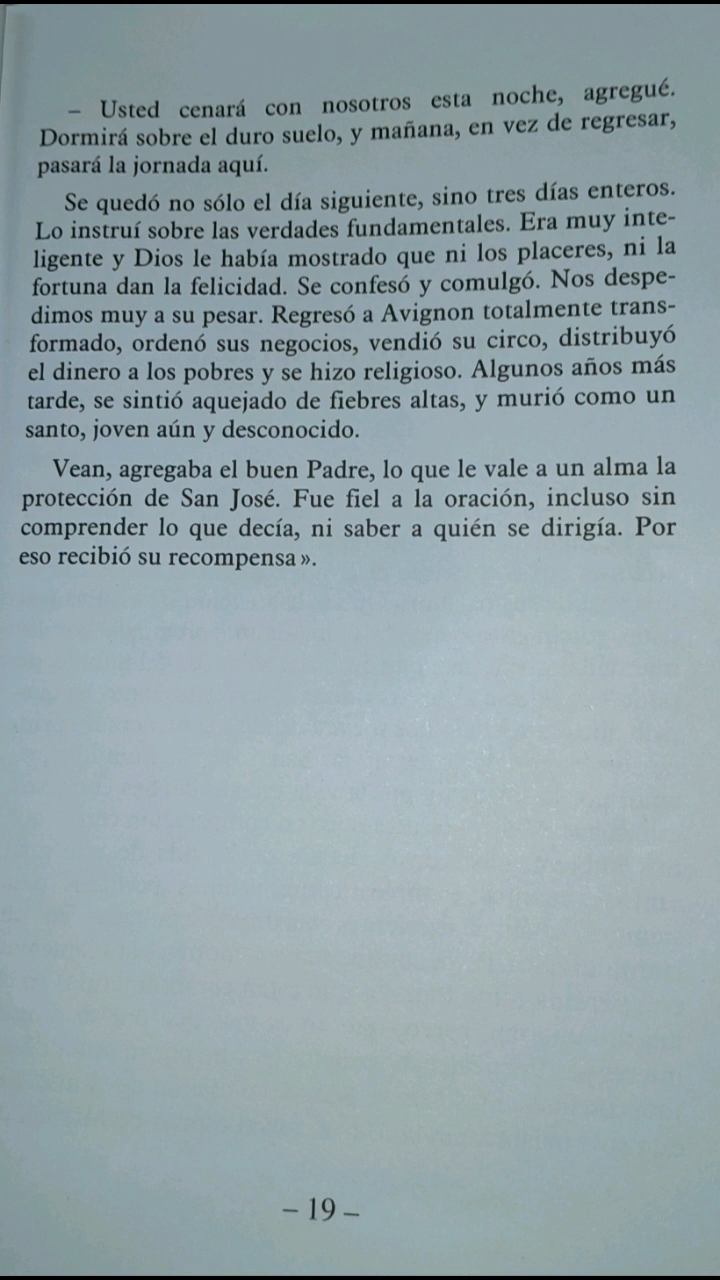 – Usted cenará con nosotros esta noche, agregué.
Dormirá sobre el duro suelo, y mañana, en vez de regresar,
pasará la jornada aquí.
Se quedó no sólo el día siguiente, sino tres días enteros.
Lo instruí sobre las verdades fundamentales. Era muy inte-
ligente y Dios le había mostrado que ni los placeres, ni la
fortuna dan la felicidad. Se confesó y comulgó. Nos despe-
dimos muy a su pesar. Regresó a Avignon totalmente trans-
formado, ordenó sus negocios, vendió su circo, distribuyó
el dinero a los pobres y se hizo religioso. Algunos años más
tarde, se sintió aquejado de fiebres altas, y murió como un
santo, joven aún y desconocido.
Vean, agregaba el buen Padre, lo que le vale a un alma la
protección de San José. Fue fiel a la oración, incluso sin
comprender lo que decía, ni saber a quién se dirigía. Por
eso recibió su recompensa».
– 19 –